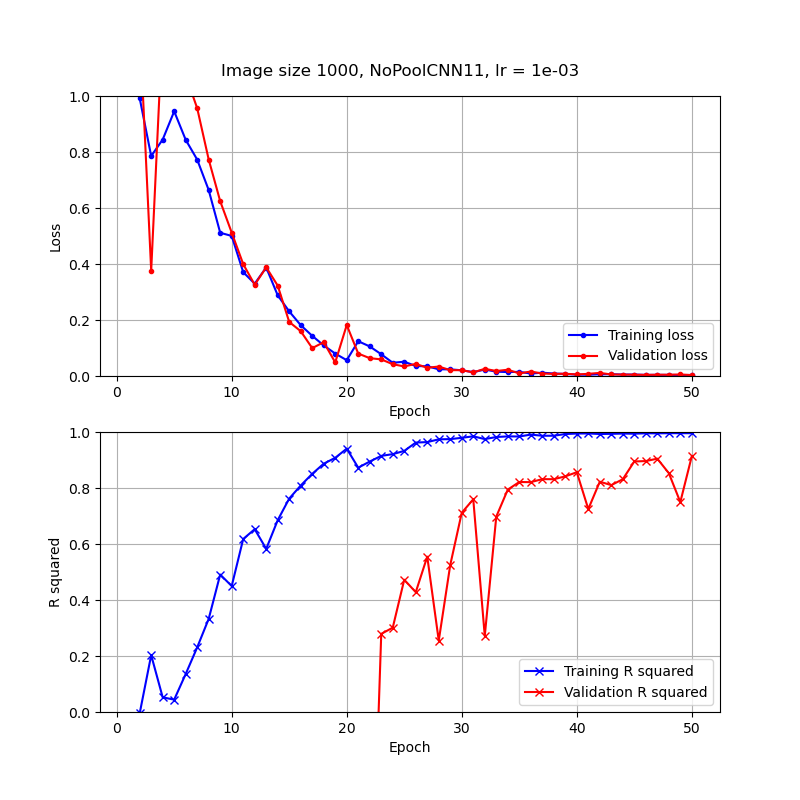 Image size 1000, NoPoolCNN11, lr = 1e-03
1.0
0.8
0.6
0.4
0.2
0.0
Loss
Training loss
Validation loss
0 10 20 30 40 50
Epoch
1.0
0.8
0.6
0.4
0.2
0.0
R squared
Training R squared
Validation R squared
0 10 20 30 40 50
Epoch